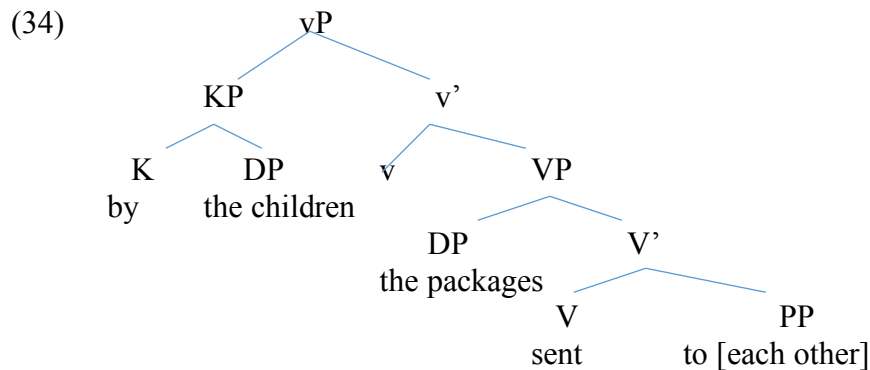 (34) vP
KP v’
K DP v VP
by the children
DP V’
the packages
V PP
sent to [each other]